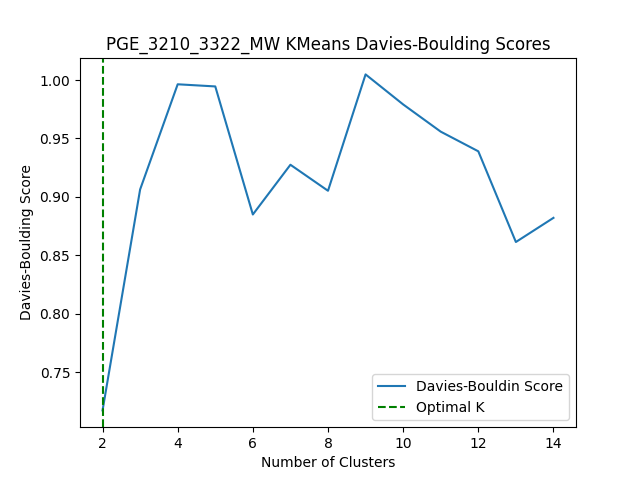 PGE_3210_3322_MW KMeans Davies-Boulding Scores
Davies-Boulding Score
1.00
0.95
0.90
0.85
0.80
0.75
Davies-Bouldin Score
Optimal K
2 4 6 8 10 12 14
Number of Clusters